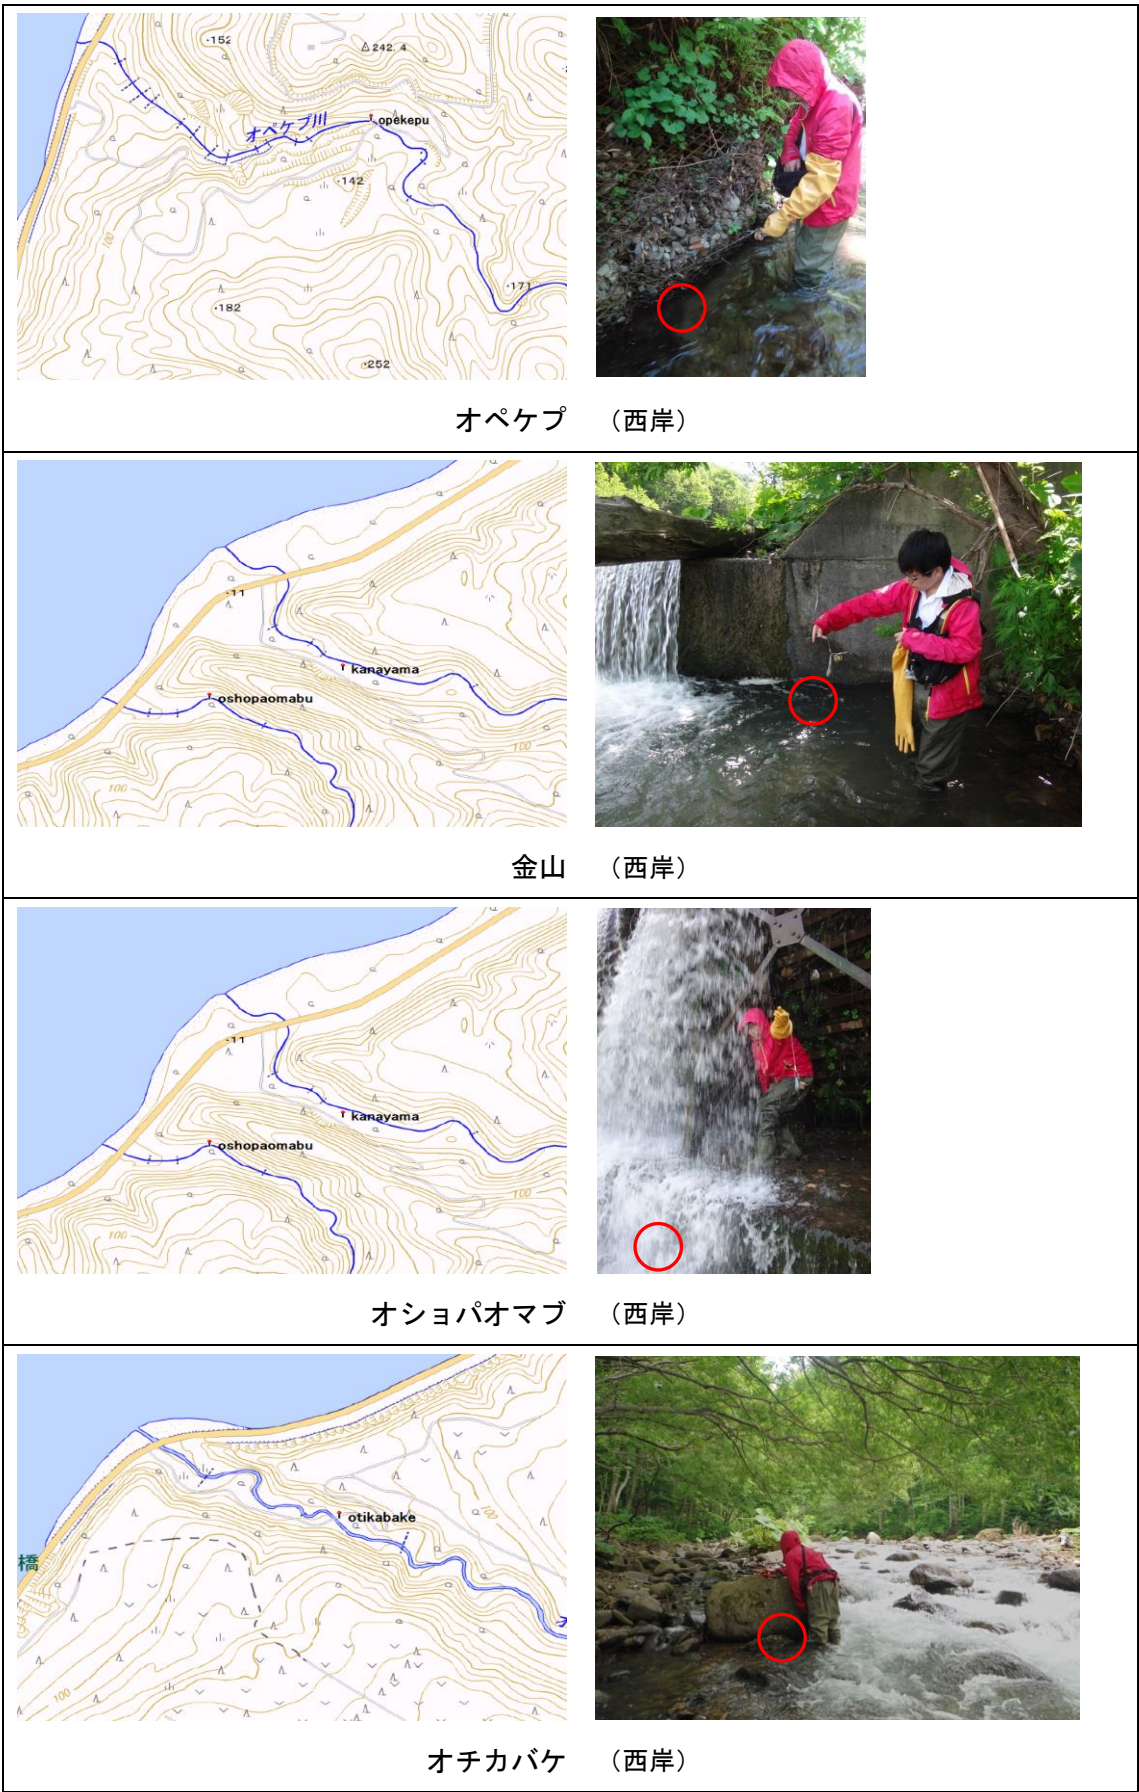 ・152
△242.4
オペケプ川
opekepu
・142
100
・171
・182
・252
オペケプ （西岸）
・11
kanayama
oshopaomabu
100
100
金山 （西岸）
・11
kanayama
oshopaomabu
100
100
オショパオマブ （西岸）
otikabake
100
橋
100
オチカバケ （西岸）